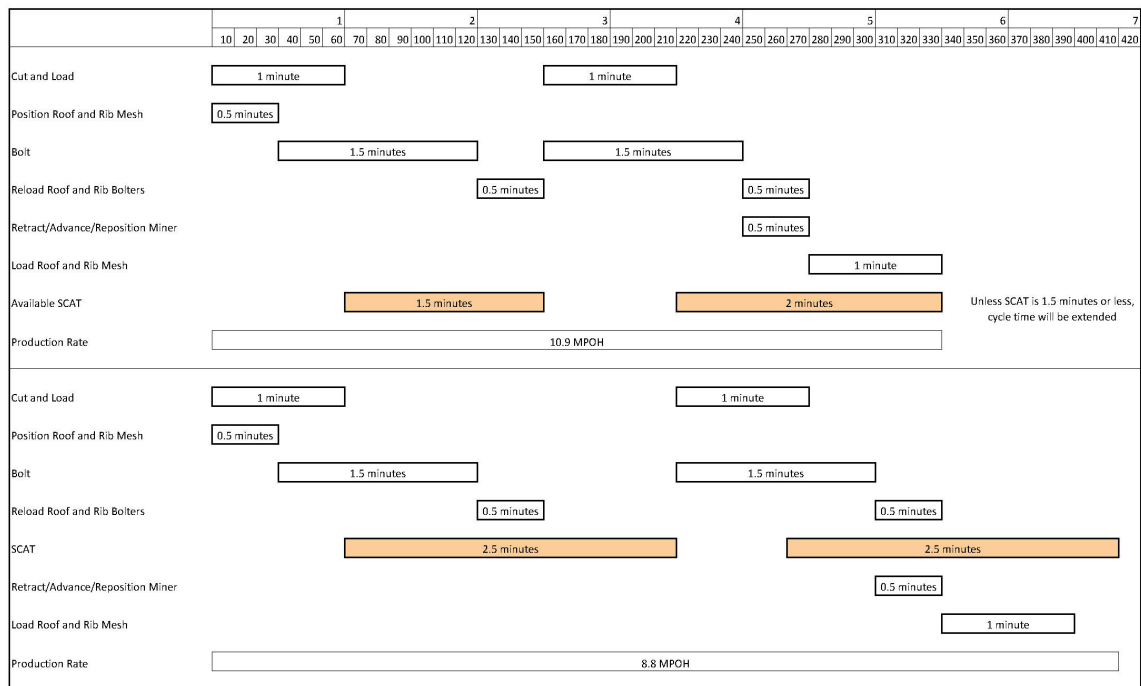 1 2 3 4 5 6 7
10 20 30 40 50 60 70 80 90 100 110 120 130 140 150 160 170 180 190 200 210 220 230 240 250 260 270 280 290 300 310 320 330 340 350 360 370 380 390 400 410 420
Cut and Load 1 minute 1 minute
Position Roof and Rib Mesh 0.5 minutes
Bolt 1.5 minutes 1.5 minutes
Reload Roof and Rib Bolters 0.5 minutes 0.5 minutes
Retract/Advance/Reposition Miner 0.5 minutes
Load Roof and Rib Mesh 1 minute
Available SCAT 1.5 minutes 2 minutes Unless SCAT is 1.5 minutes or less,
cycle time will be extended
Production Rate 10.9 MPOH
Cut and Load 1 minute 1 minute
Position Roof and Rib Mesh 0.5 minutes
Bolt 1.5 minutes 1.5 minutes
Reload Roof and Rib Bolters 0.5 minutes 0.5 minutes
SCAT 2.5 minutes 2.5 minutes
Retract/Advance/Reposition Miner 0.5 minutes
Load Roof and Rib Mesh 1 minute
Production Rate 8.8 MPOH